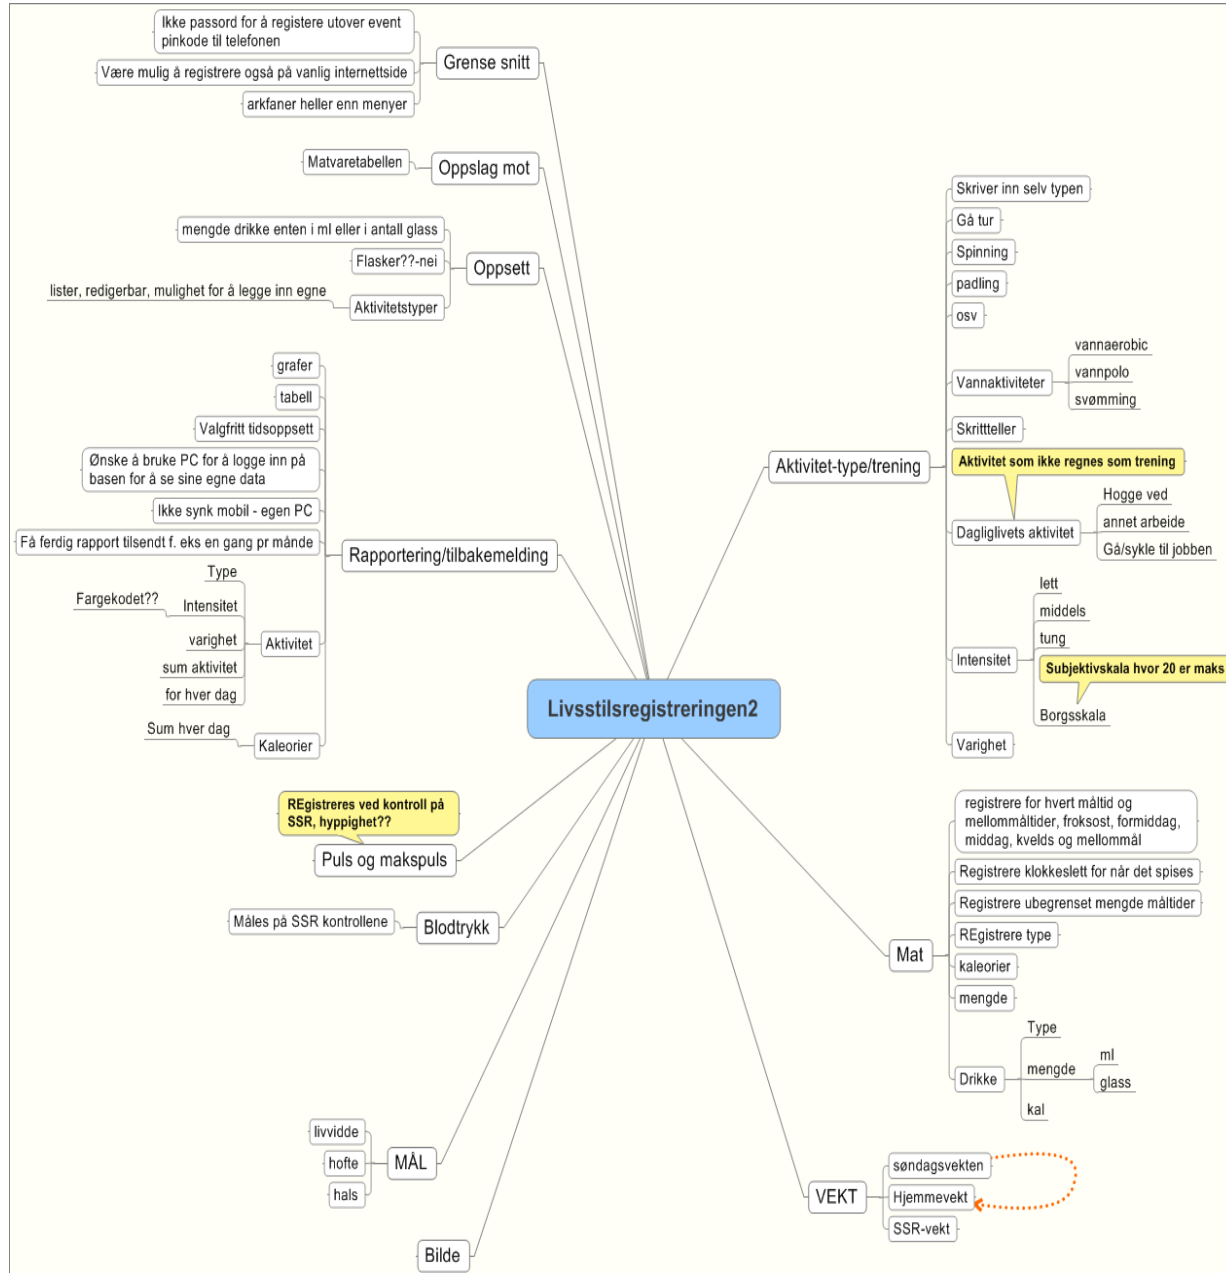 Ikke passord for å registere utover event
pinkode til telefonen
Være mulig å registrere også på vanlig internettside
arkfaner heller enn menyer
Grense snitt
Matvaretabellen
Oppslag mot
mengde drikke enten i ml eller i antall glass
Flasker??-nei
lister, redigerbar, mulighet for å legge inn egne
Aktivitetstyper
Oppsett
grafer
tabell
Valgfritt tidsoppsett
Ønske å bruke PC for å logge inn på
basen for å se sine egne data
Ikke synk mobil - egen PC
Få ferdig rapport tilsendt f. eks en gang pr månde
Rapportering/tilbakemelding
Type
Fargekodet??
Intensitet
varighet
sum aktivitet
for hver dag
Aktivitet
Sum hver dag
Kaleorier
Livsstilsregistreringen2
REgistreres ved kontroll på
SSR, hyppighet??
Puls og makspuls
Måles på SSR kontrollene
Blodtrykk
livvidde
hofte
hals
MÅL
Bilde
Aktivitet-type/trening
Skriver inn selv typen
Gå tur
Spinning
padling
osv
Vannaktiviteter
vannaerobic
vannpolo
svømming
Skrittteller
Aktivitet som ikke regnes som trening
Dagliglivets aktivitet
Hogge ved
annet arbeide
Gå/sykle til jobben
Intensitet
lett
middels
tung
Subjektivskala hvor 20 er maks
Borgsskala
Varighet
Mat
registrere for hvert måltid og
mellommåltider, froksost, formiddag,
middag, kvelds og mellommål
Registrere klokkeslett for når det spises
Registrere ubegrenset mengde måltider
REgistrere type
kaleorier
mengde
Drikke
Type
mengde
ml
glass
kal
VEKT
søndagsvekten
Hjemmevekt
SSR-vekt